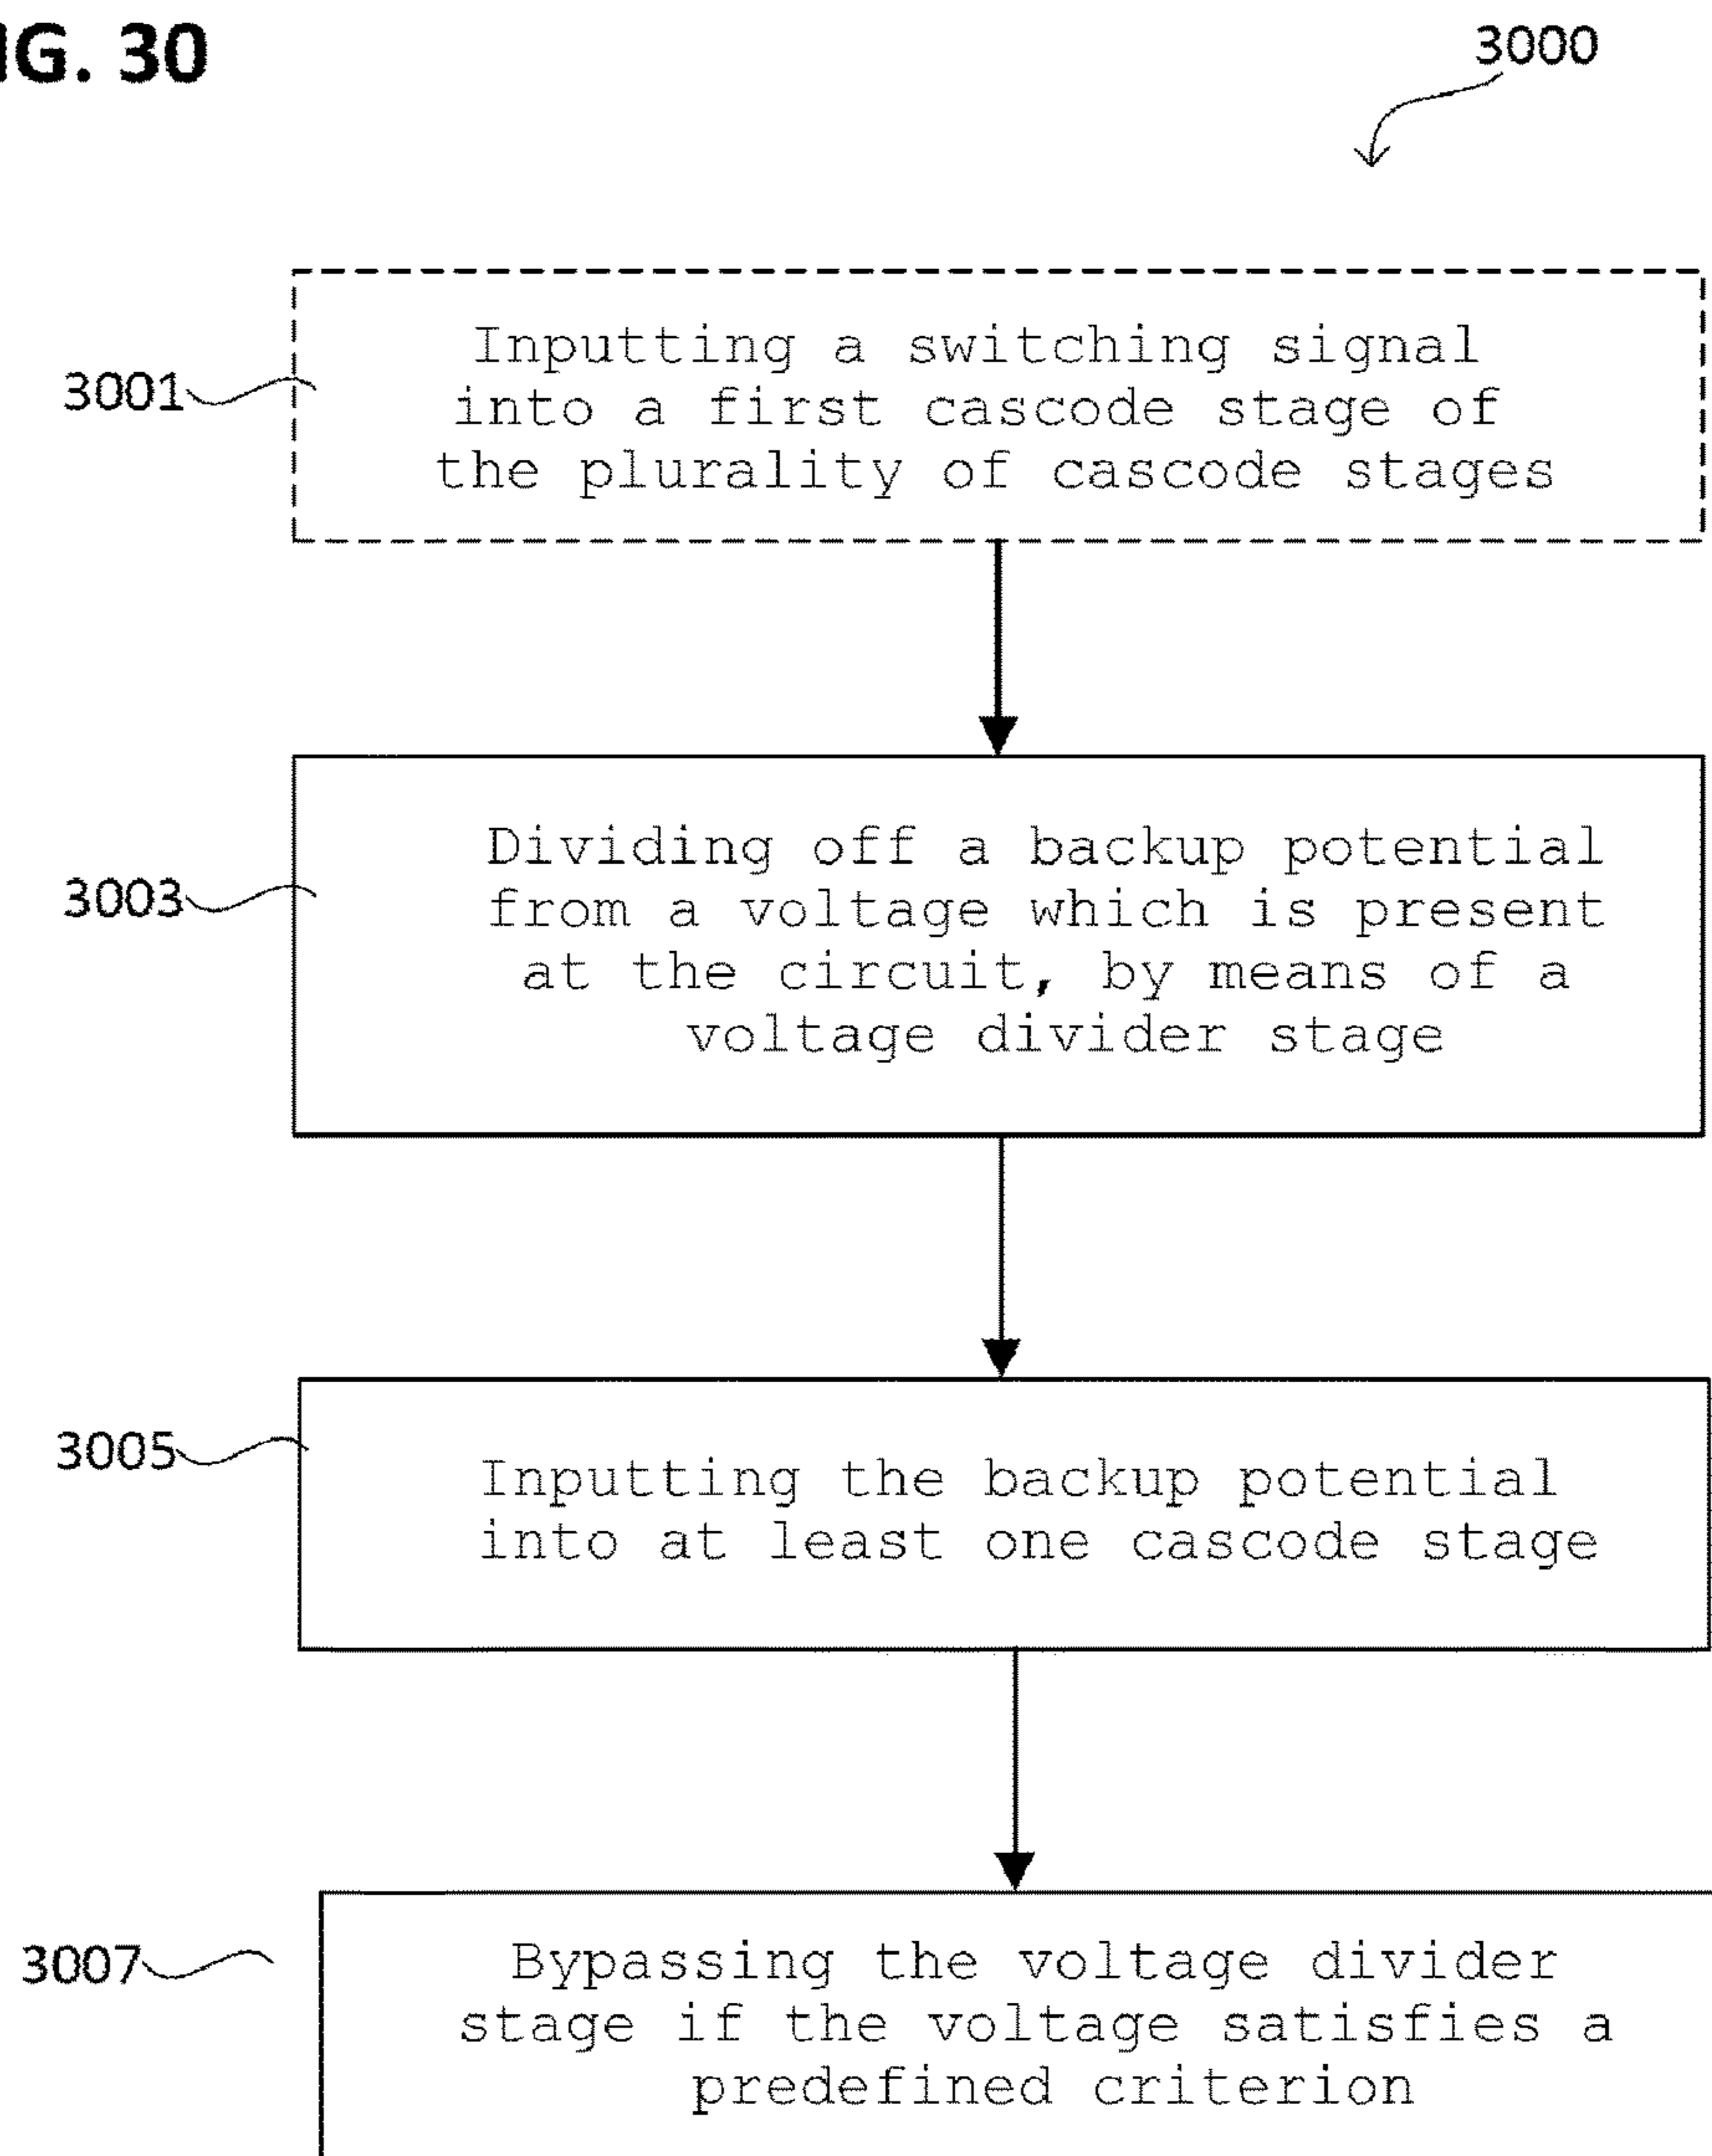 IG. 30
3000
3001
Inputting a switching signal
into a first cascode stage of
the plurality of cascode stages
3003
Dividing off a backup potential
from a voltage which is present
at the circuit, by means of a
voltage divider stage
3005
Inputting the backup potential
into at least one cascode stage
3007
Bypassing the voltage divider
stage if the voltage satisfies a
predefined criterion